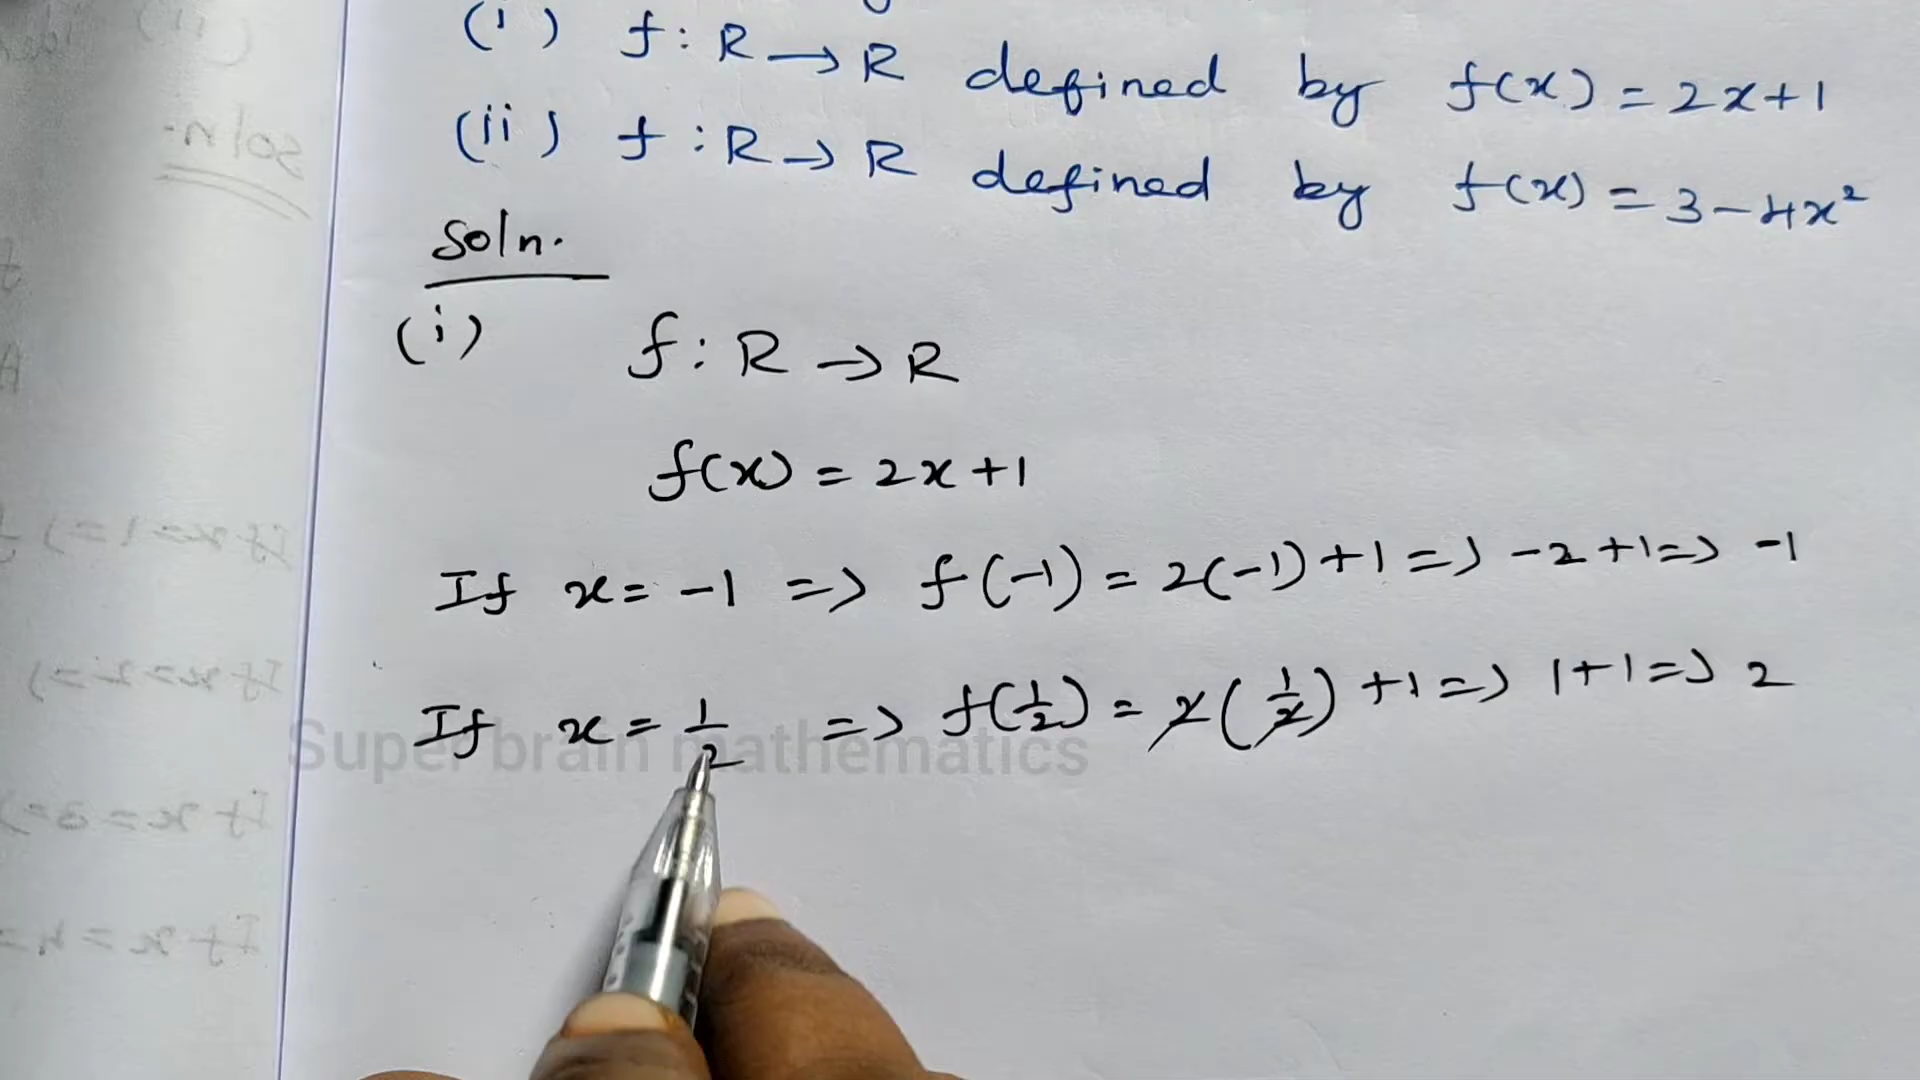 (i) f : R → R defined by f(x) = 2x+1
(ii) f : R → R defined by f(x) = 3-4x²
Soln.
(i) f : R → R
f(x) = 2x+1
If x = -1 => f(-1) = 2(-1)+1 => -2+1 => -1
If x = 1/2 => f(1/2) = 2(1/2)+1 => 1+1 => 2
Super brain mathematics